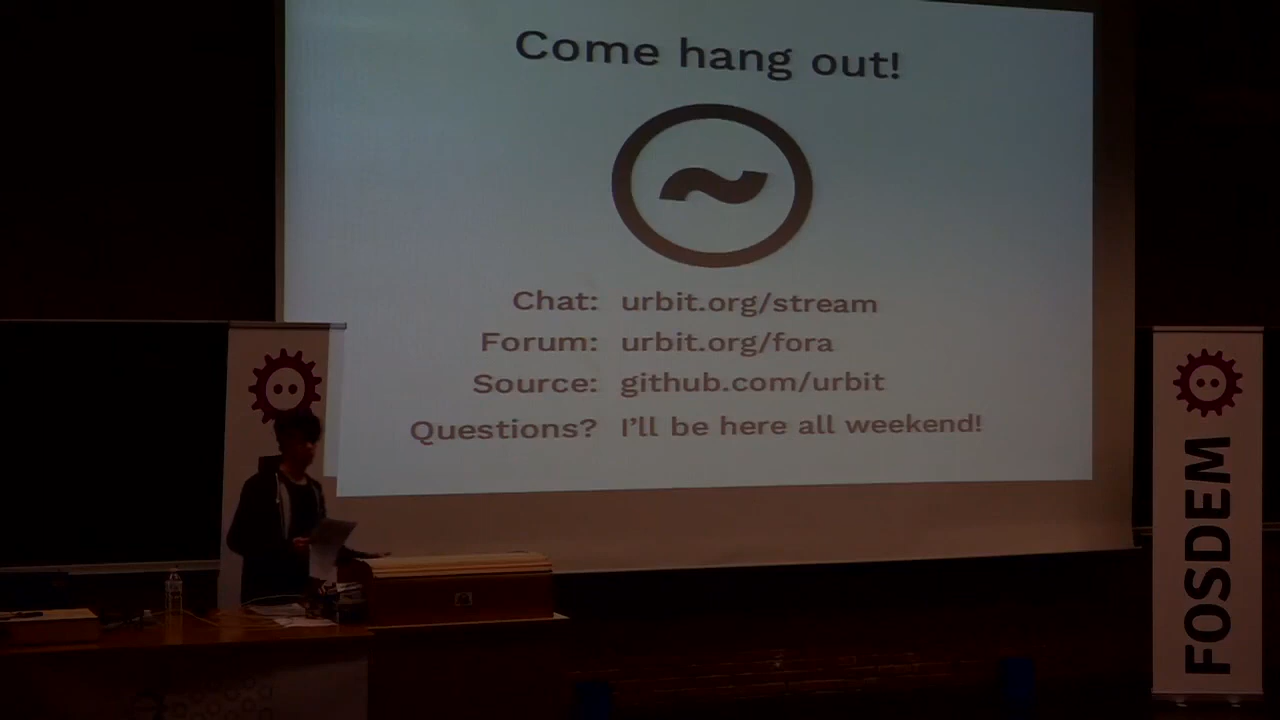 Come hang out!
~
Chat: urbit.org/stream
Forum: urbit.org/fora
Source: github.com/urbit
Questions? I'll be here all weekend!
FOSDEM